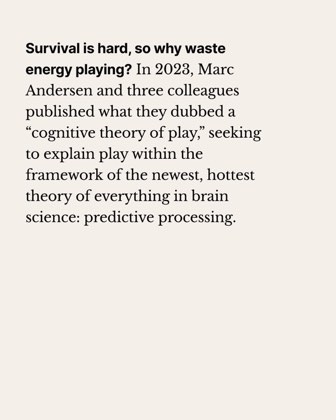 Survival is hard, so why waste
energy playing? In 2023, Marc
Andersen and three colleagues
published what they dubbed a
“cognitive theory of play,” seeking
to explain play within the
framework of the newest, hottest
theory of everything in brain
science: predictive processing.